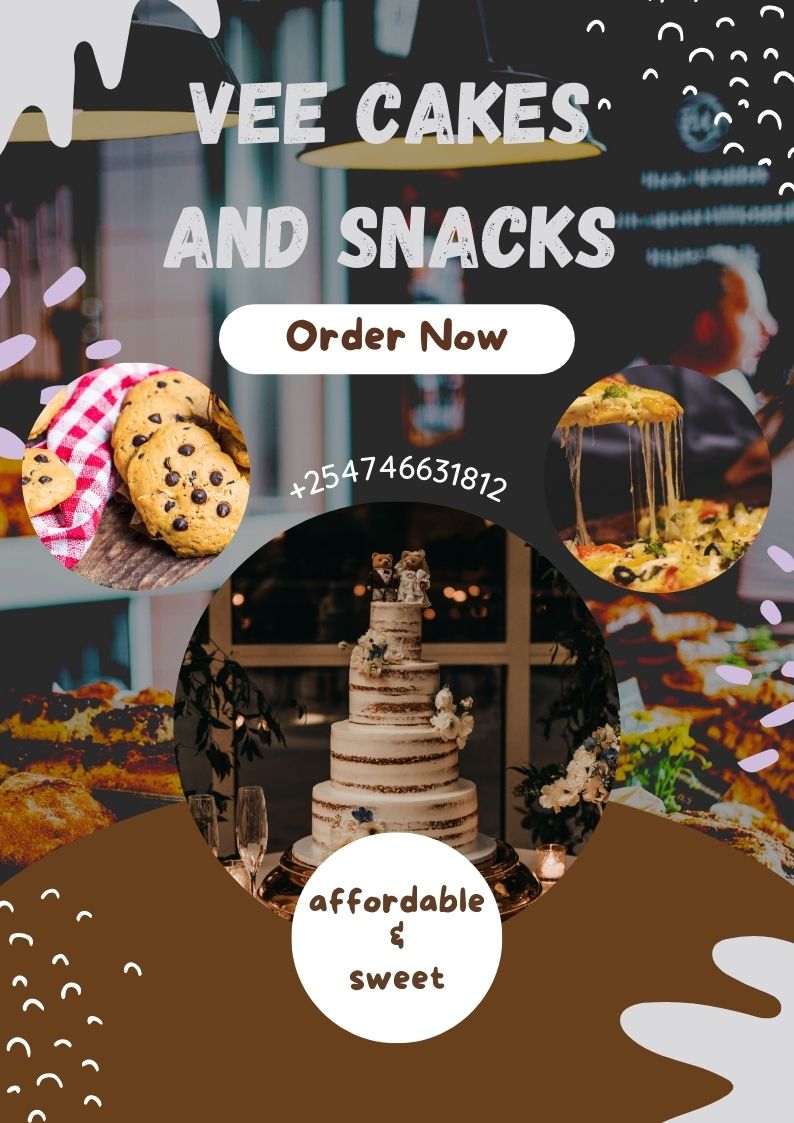 VEE CAKES
AND SNACKS
Order Now
+254746631812
affordable
&
sweet